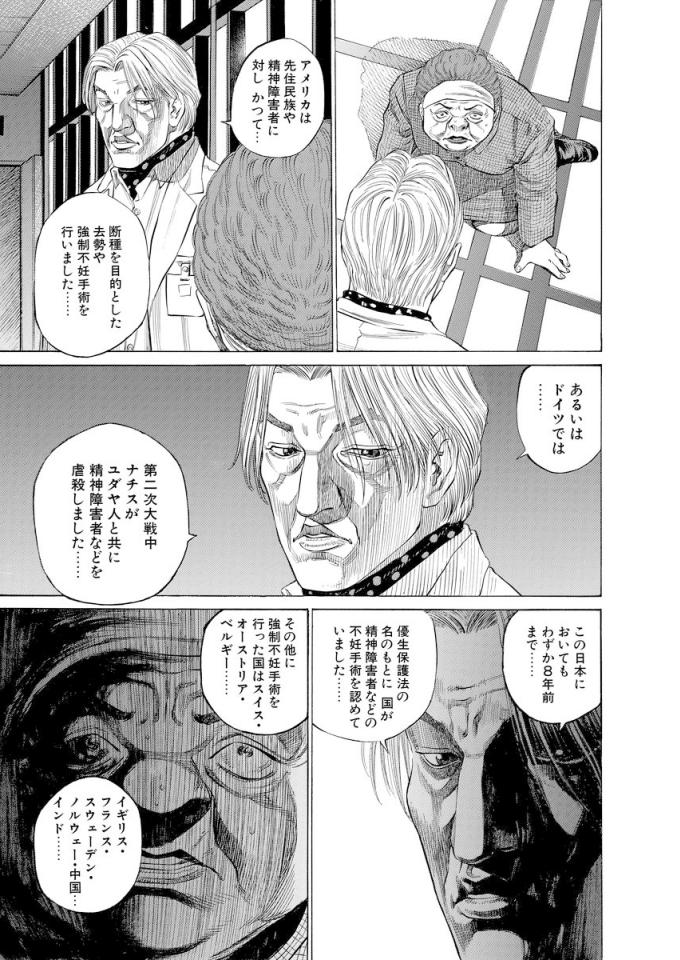 アメリカは
先住民族や
精神障害者に
対し かつて…
断種を目的とした
去勢や
強制不妊手術を
行いました……
あるいは
ドイツでは
……
第二次大戦中
ナチスが
ユダヤ人と共に
精神障害者などを
虐殺しました……
この日本に
おいても
わずか8年前
まで……
優生保護法の
名のもとに 国が
精神障害者などの
不妊手術を認めて
いました……
その他に
強制不妊手術を
行った国はスイス・
オーストリア・
ベルギー……
イギリス・
フランス・
スウェーデン・
ノルウェー・中国…
インド……